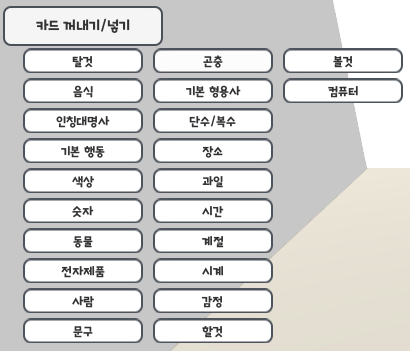 카드 꺼내기/넣기
탈것
곤충
볼것
음식
기본 형용사
컴퓨터
인칭대명사
단수/복수
기본 행동
장소
색상
과일
숫자
시간
동물
계절
전자제품
시계
사람
감정
문구
할것